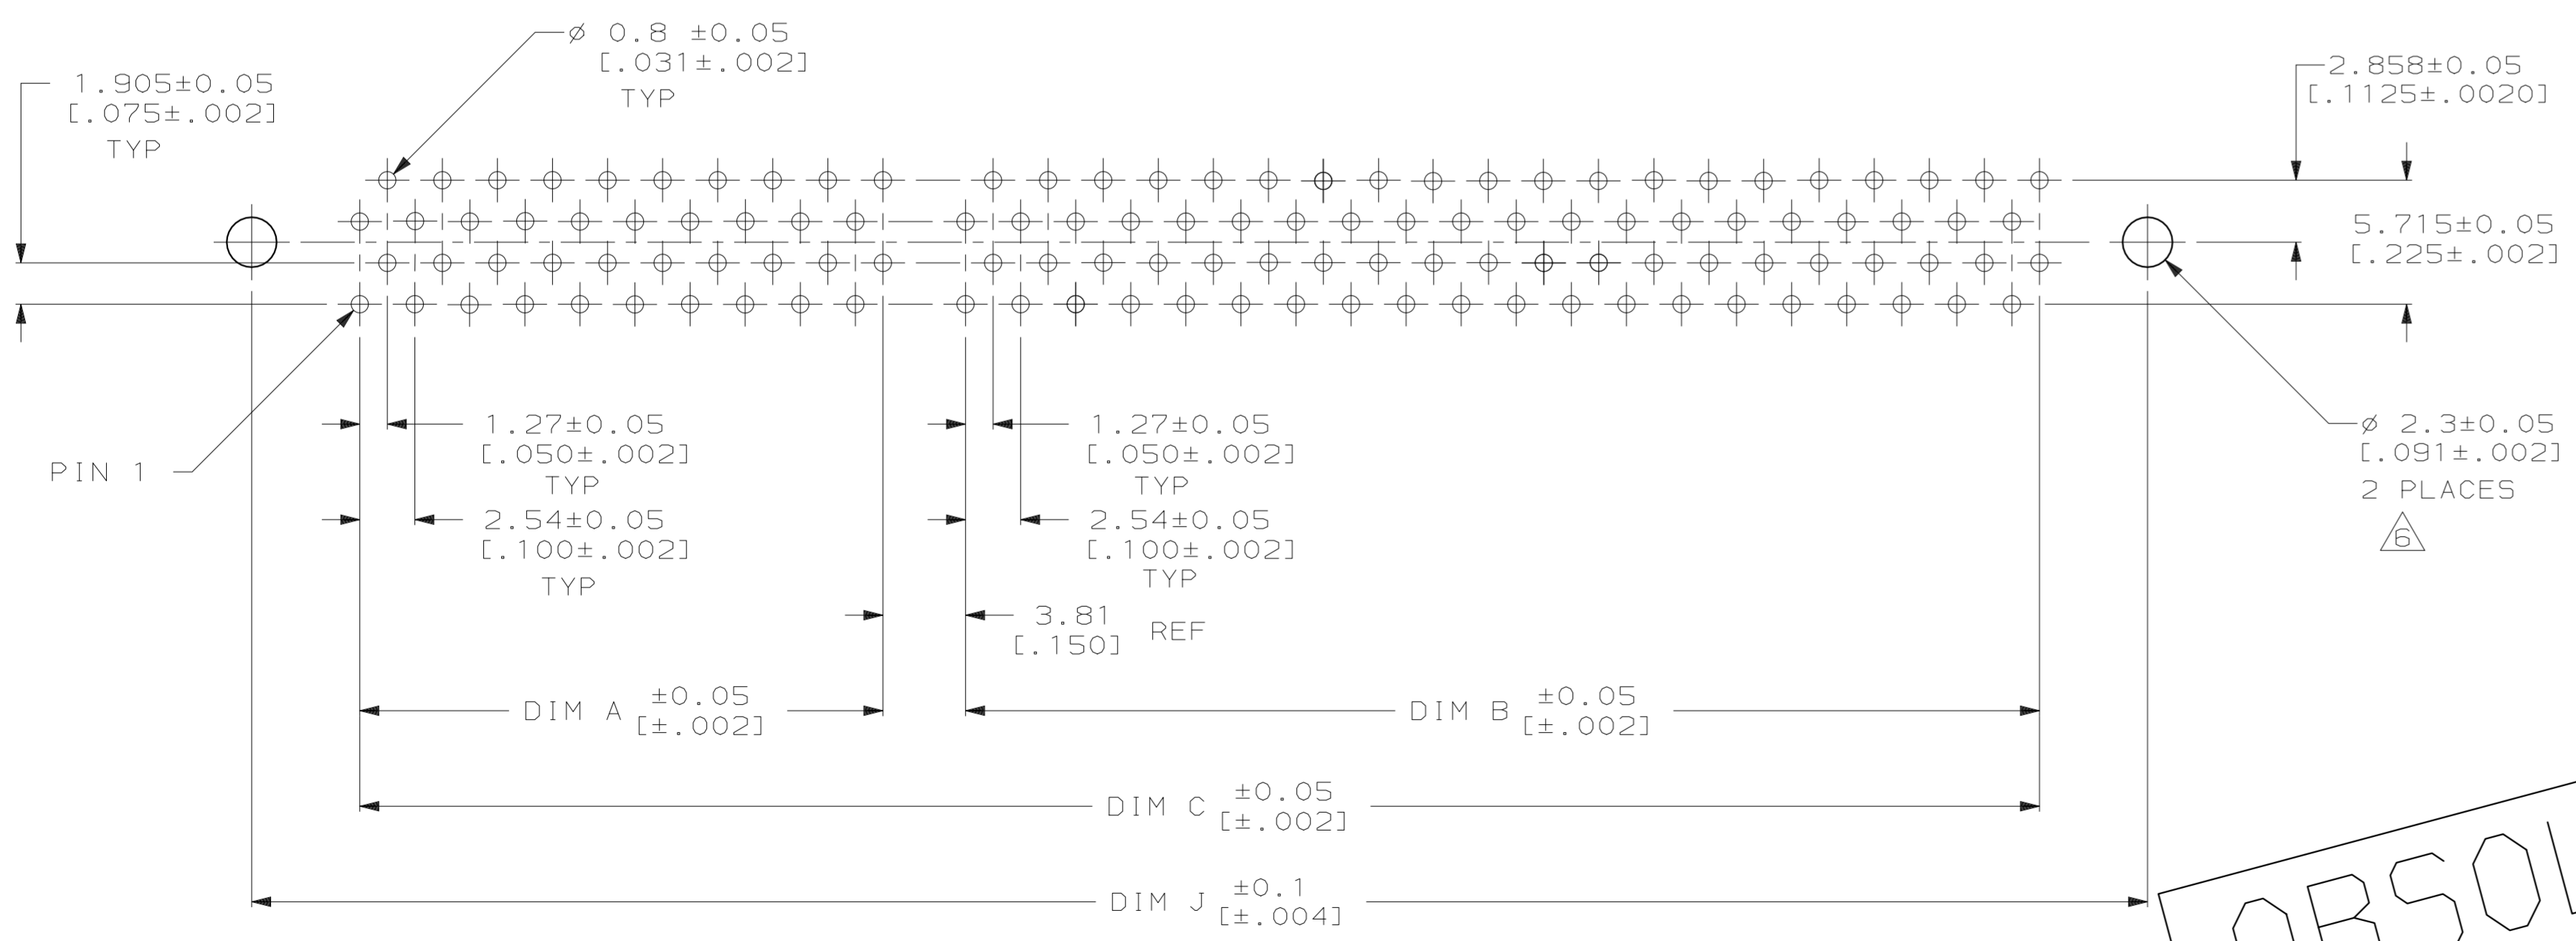 ⌀ 0.8 ±0.05
[.031±.002]
TYP
1.905±0.05
[.075±.002]
TYP
2.858±0.05
[.1125±.0020]
5.715±0.05
[.225±.002]
PIN 1
1.27±0.05
[.050±.002]
TYP
2.54±0.05
[.100±.002]
TYP
1.27±0.05
[.050±.002]
TYP
2.54±0.05
[.100±.002]
TYP
3.81
[.150]
REF
⌀ 2.3±0.05
[.091±.002]
2 PLACES
6
DIM A ±0.05
[±.002]
DIM B ±0.05
[±.002]
DIM C ±0.05
[±.002]
DIM J ±0.1
[±.004]